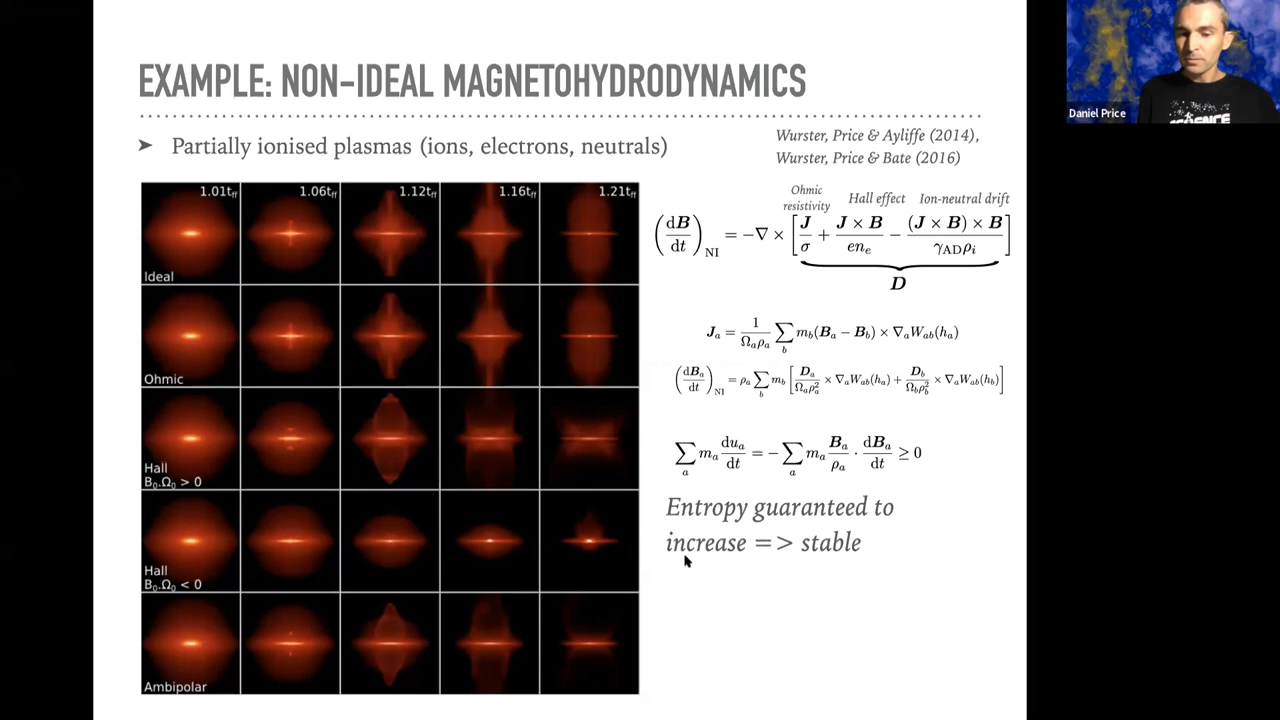 EXAMPLE: NON-IDEAL MAGNETOHYDRODYNAMICS
➤ Partially ionised plasmas (ions, electrons, neutrals)
Wurster, Price & Ayliffe (2014),
Wurster, Price & Bate (2016)
1.01t_ff 1.06t_ff 1.12t_ff 1.16t_ff 1.21t_ff
Ideal
Ohmic
Hall
B₀.Ω₀ > 0
Hall
B₀.Ω₀ < 0
Ambipolar
Ohmic resistivity
Hall effect
Ion-neutral drift
(dB/dt)_NI = −∇ × [J/σ + (J × B)/(en_e) − ((J × B) × B)/(γ_AD ρ_i)]
D
J_a = 1/(Ω_a ρ_a) ∑_b m_b(B_a − B_b) × ∇_a W_ab(h_a)
(dB_a/dt)_NI = ρ_a ∑_b m_b [D_a/(Ω_a ρ_a²) × ∇_a W_ab(h_a) + D_b/(Ω_b ρ_b²) × ∇_a W_ab(h_b)]
∑_a m_a du_a/dt = −∑_a m_a B_a/ρ_a · dB_a/dt ≥ 0
Entropy guaranteed to
increase => stable
Daniel Price